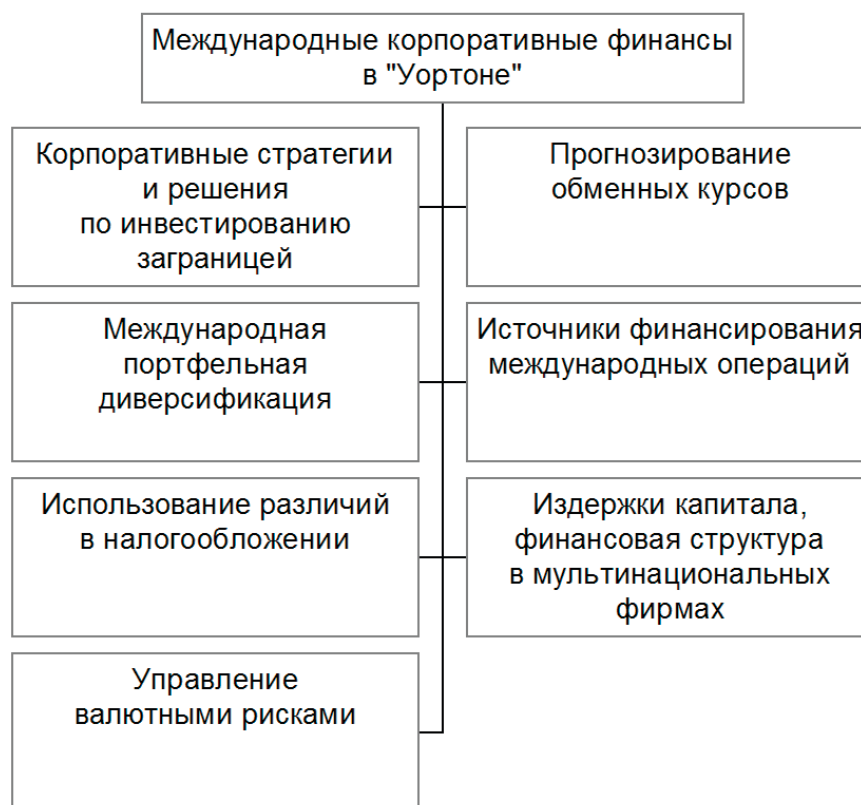 Международные корпоративные финансы
в "Уортоне"
Корпоративные стратегии
и решения
по инвестированию
заграницей
Прогнозирование
обменных курсов
Международная
портфельная
диверсификация
Источники финансирования
международных операций
Использование различий
в налогообложении
Издержки капитала,
финансовая структура
в мультинациональных
фирмах
Управление
валютными рисками